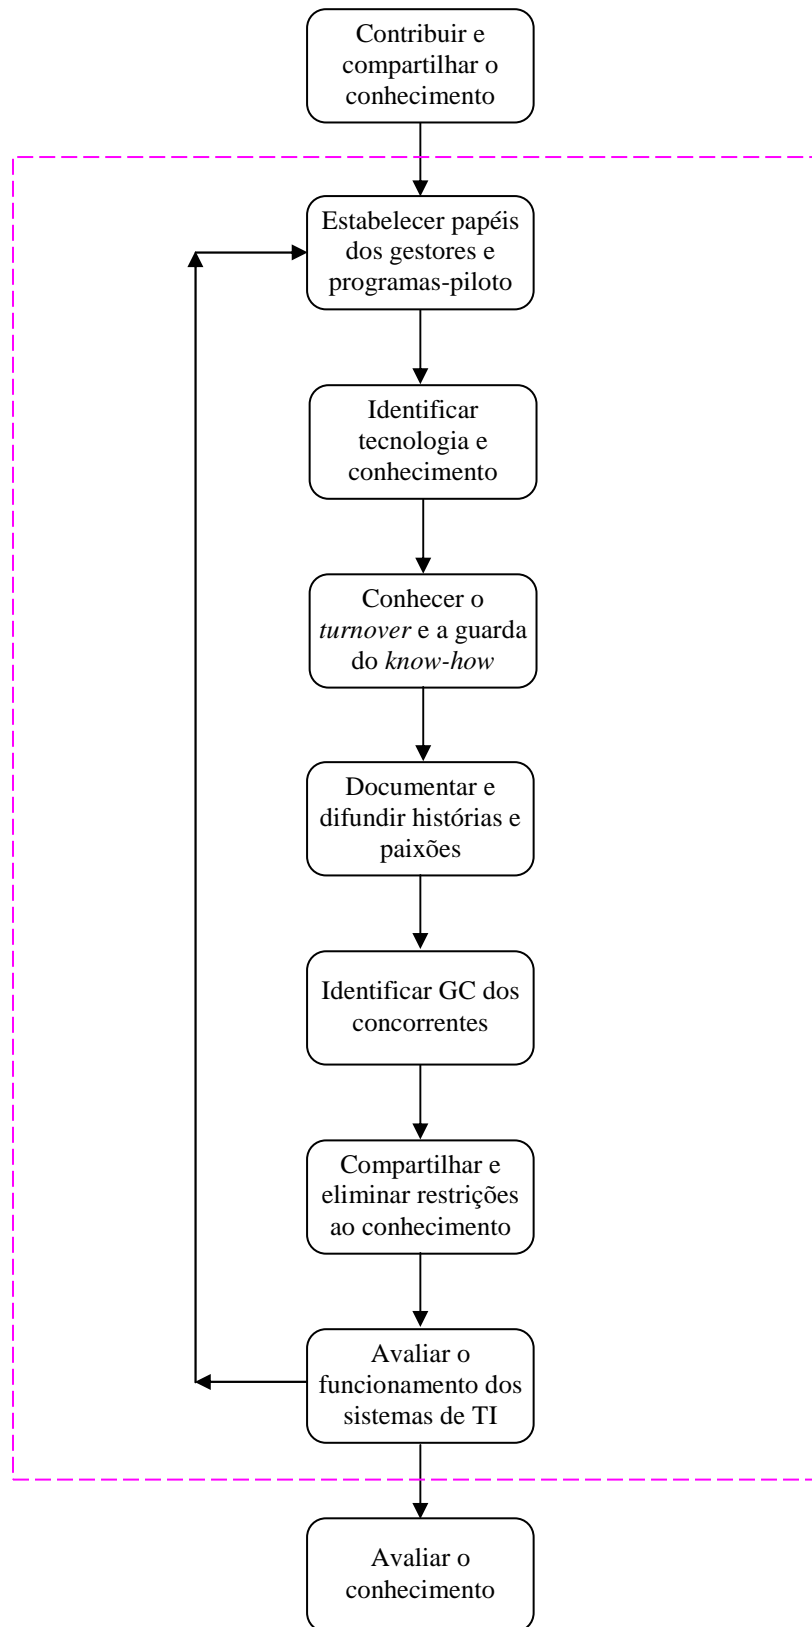 Contribuir e
compartilhar o
conhecimento
Estabelecer papéis
dos gestores e
programas-piloto
Identificar
tecnologia e
conhecimento
Conhecer o
turnover e a guarda
do know-how
Documentar e
difundir histórias e
paixões
Identificar GC dos
concorrentes
Compartilhar e
eliminar restrições
ao conhecimento
Avaliar o
funcionamento dos
sistemas de TI
Avaliar o
conhecimento